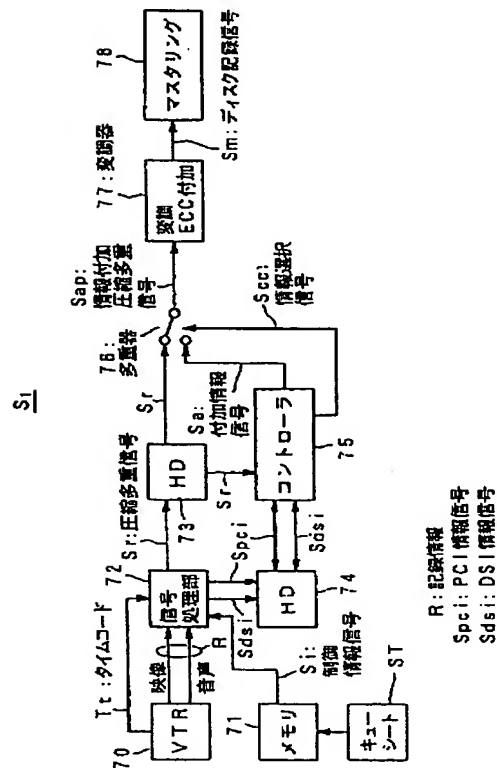 S1
Tt:タイムコード
70
VTR
映像
音声
R
72
信号
処理部
Sr:圧縮多重信号
Spci
Sdsi
HD
73
Sr
Sr
76:
多重器
Sap:
情報付加
圧縮多重
信号
77:変調器
変調
ECC付加
Sm:ディスク記録信号
78
マスタリング
71
メモリ
Si:
制御
情報信号
キュー
シート
ST
HD
74
Spci
Sdsi
コントローラ
75
Sa:
付加情報
信号
Scc:
情報選択
信号
R:記録情報
Spci:PCI情報信号
Sdsi:DSI情報信号